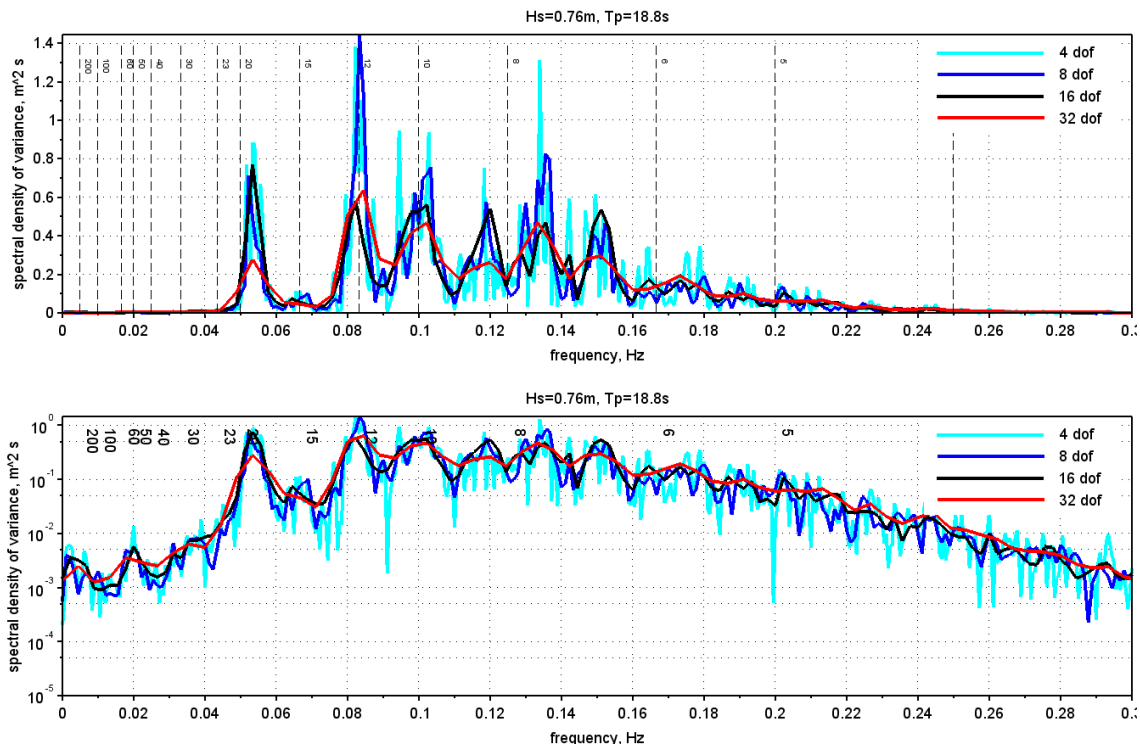 Hs=0.76m, Tp=18.8s
spectral density of variance, m^2 s
1.4
1.2
1
0.8
0.6
0.4
0.2
0
200 100 60 50 40 30 23 20 15 12 10 8 6 5
4 dof
8 dof
16 dof
32 dof
0 0.02 0.04 0.06 0.08 0.1 0.12 0.14 0.16 0.18 0.2 0.22 0.24 0.26 0.28 0.3
frequency, Hz
Hs=0.76m, Tp=18.8s
spectral density of variance, m^2 s
10^0
10^-1
10^-2
10^-3
10^-4
10^-5
200 100 60 50 40 30 23 15 12 8 6 5
4 dof
8 dof
16 dof
32 dof
0 0.02 0.04 0.06 0.08 0.1 0.12 0.14 0.16 0.18 0.2 0.22 0.24 0.26 0.28 0.3
frequency, Hz